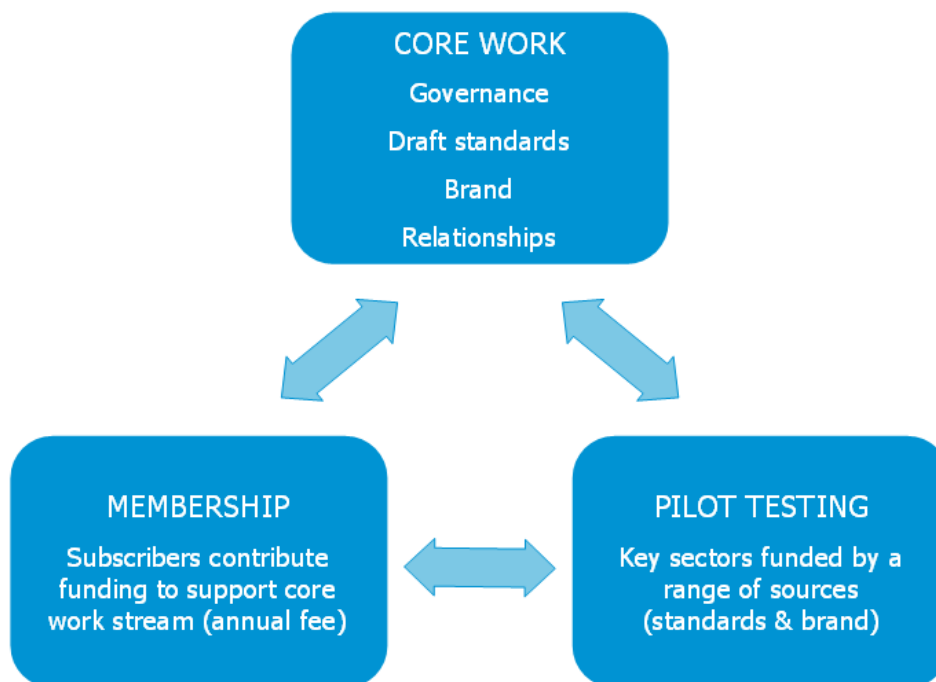 CORE WORK
Governance
Draft standards
Brand
Relationships
MEMBERSHIP
Subscribers contribute
funding to support core
work stream (annual fee)
PILOT TESTING
Key sectors funded by a
range of sources
(standards & brand)